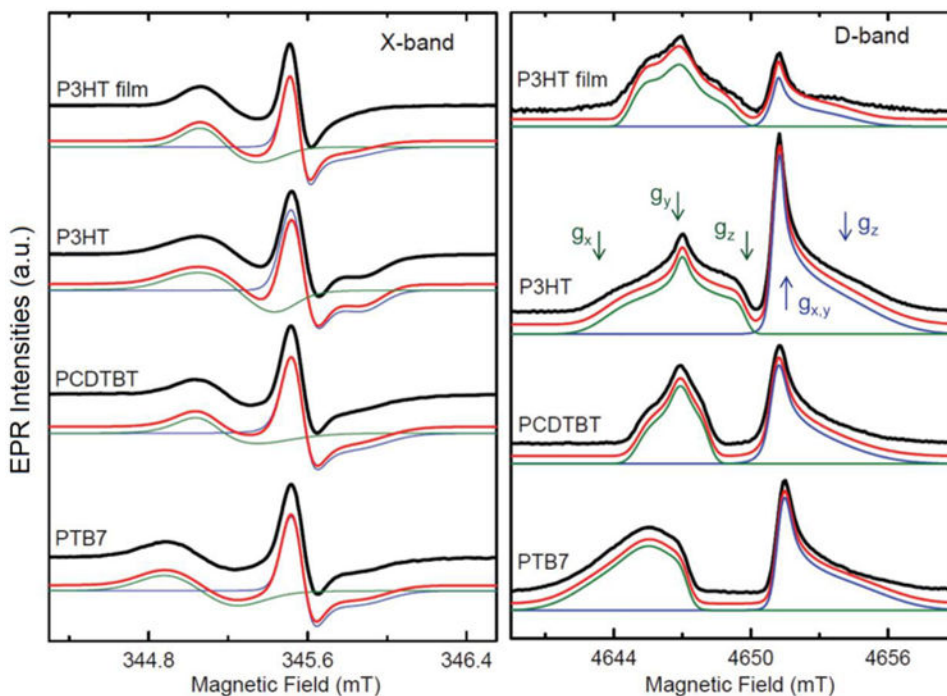 EPR Intensities (a.u.)
X-band
P3HT film
P3HT
PCDTBT
PTB7
344.8 345.6 346.4
Magnetic Field (mT)
D-band
P3HT film
gx gy gz gz
P3HT
gx,y
PCDTBT
PTB7
4644 4650 4656
Magnetic Field (mT)